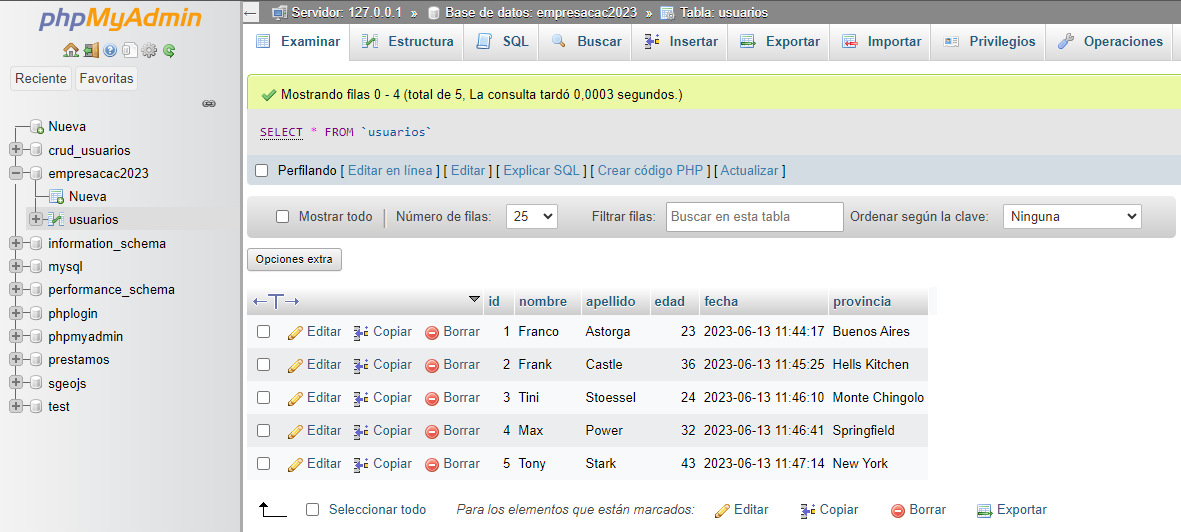 phpMyAdmin
Reciente Favoritas
Nueva
crud_usuarios
empresacac2023
Nueva
usuarios
information_schema
mysql
performance_schema
phplogin
phpmyadmin
prestamos
sgeojs
test
Servidor: 127.0.0.1 » Base de datos: empresacac2023 » Tabla: usuarios
Examinar Estructura SQL Buscar Insertar Exportar Importar Privilegios Operaciones
Mostrando filas 0 - 4 (total de 5, La consulta tardó 0,0003 segundos.)
SELECT * FROM `usuarios`
Perfilando [ Editar en línea ] [ Editar ] [ Explicar SQL ] [ Crear código PHP ] [ Actualizar ]
Mostrar todo Número de filas: 25 Filtrar filas: Buscar en esta tabla Ordenar según la clave: Ninguna
Opciones extra
←T→ id nombre apellido edad fecha provincia
Editar Copiar Borrar 1 Franco Astorga 23 2023-06-13 11:44:17 Buenos Aires
Editar Copiar Borrar 2 Frank Castle 36 2023-06-13 11:45:25 Hells Kitchen
Editar Copiar Borrar 3 Tini Stoessel 24 2023-06-13 11:46:10 Monte Chingolo
Editar Copiar Borrar 4 Max Power 32 2023-06-13 11:46:41 Springfield
Editar Copiar Borrar 5 Tony Stark 43 2023-06-13 11:47:14 New York
Seleccionar todo Para los elementos que están marcados: Editar Copiar Borrar Exportar